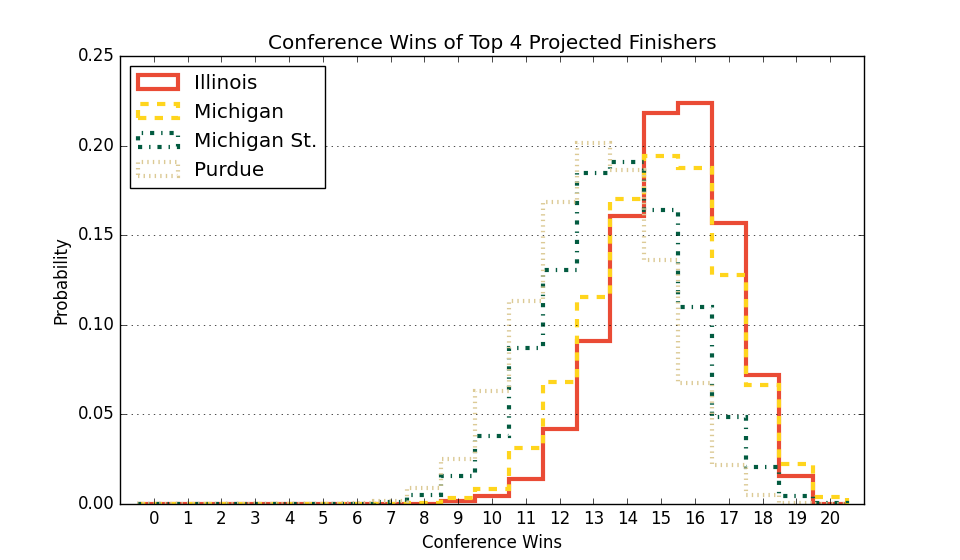 Conference Wins of Top 4 Projected Finishers
0.25
Illinois
Michigan
Michigan St.
Purdue
0.20
0.15
Probability
0.10
0.05
0.00
0 1 2 3 4 5 6 7 8 9 10 11 12 13 14 15 16 17 18 19 20
Conference Wins